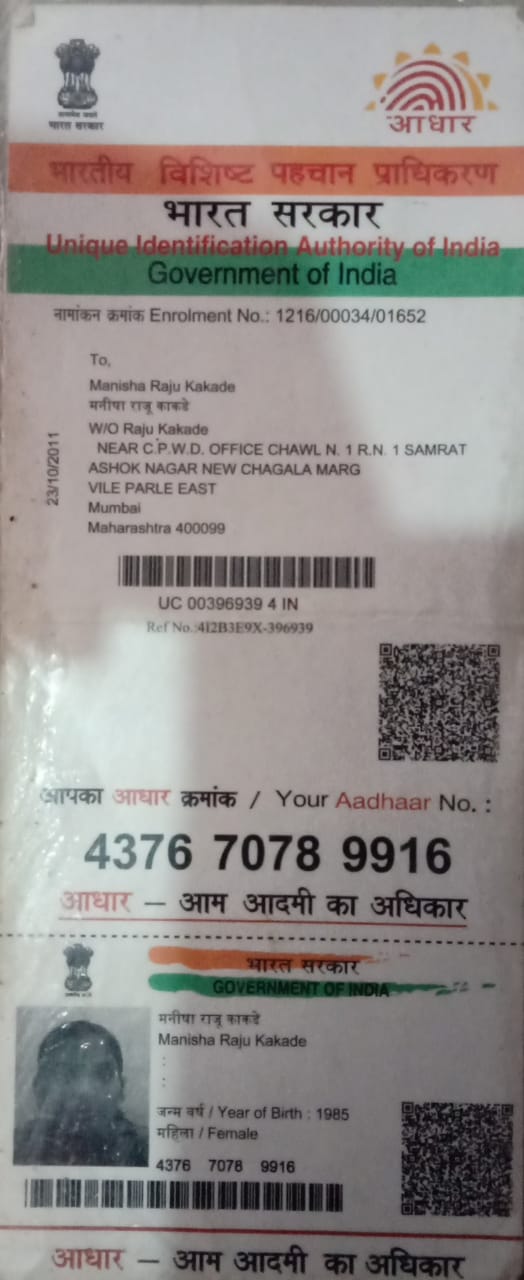 भारत सरकार
आधार
भारतीय विशिष्ट पहचान प्राधिकरण
भारत सरकार
Unique Identification Authority of India
Government of India
नामांकन क्रमांक Enrolment No.: 1216/00034/01652
To,
Manisha Raju Kakade
मनीषा राजू काकडे
W/O Raju Kakade
NEAR C.P.W.D. OFFICE CHAWL N. 1 R.N. 1 SAMRAT
ASHOK NAGAR NEW CHAGALA MARG
VILE PARLE EAST
Mumbai
Maharashtra 400099
23/10/2011
UC 00396939 4 IN
Ref No.:4I2B3E9X-396939
आपका आधार क्रमांक / Your Aadhaar No. :
4376 7078 9916
आधार – आम आदमी का अधिकार
भारत सरकार
GOVERNMENT OF INDIA
मनीषा राजू काकडे
Manisha Raju Kakade
:
:
जन्म वर्ष / Year of Birth : 1985
महिला / Female
4376 7078 9916
आधार – आम आदमी का अधिकार